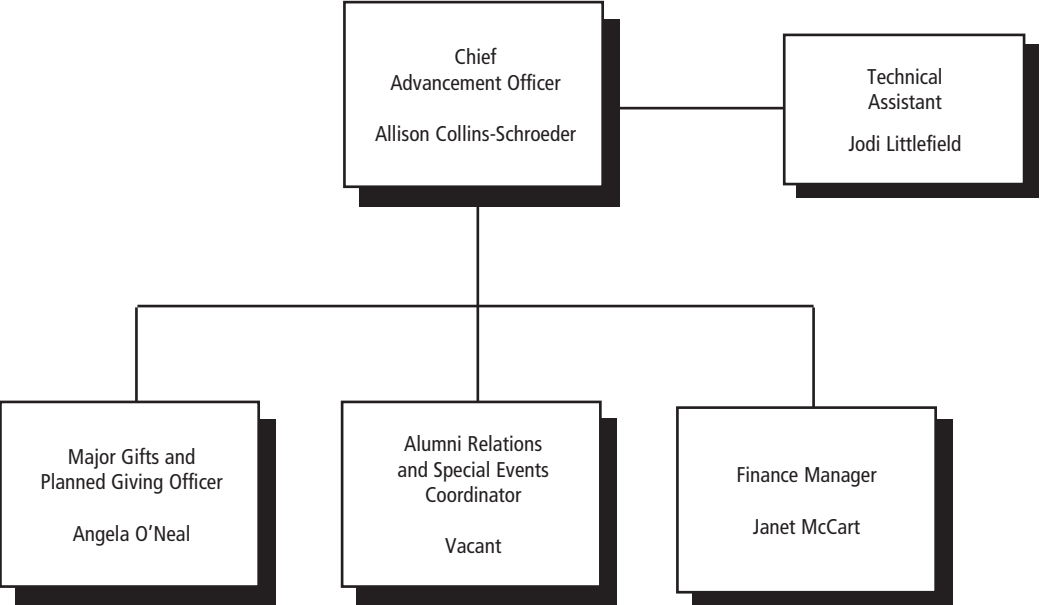 Chief
Advancement Officer
Allison Collins-Schroeder
Technical
Assistant
Jodi Littlefield
Major Gifts and
Planned Giving Officer
Angela O’Neal
Alumni Relations
and Special Events
Coordinator
Vacant
Finance Manager
Janet McCart